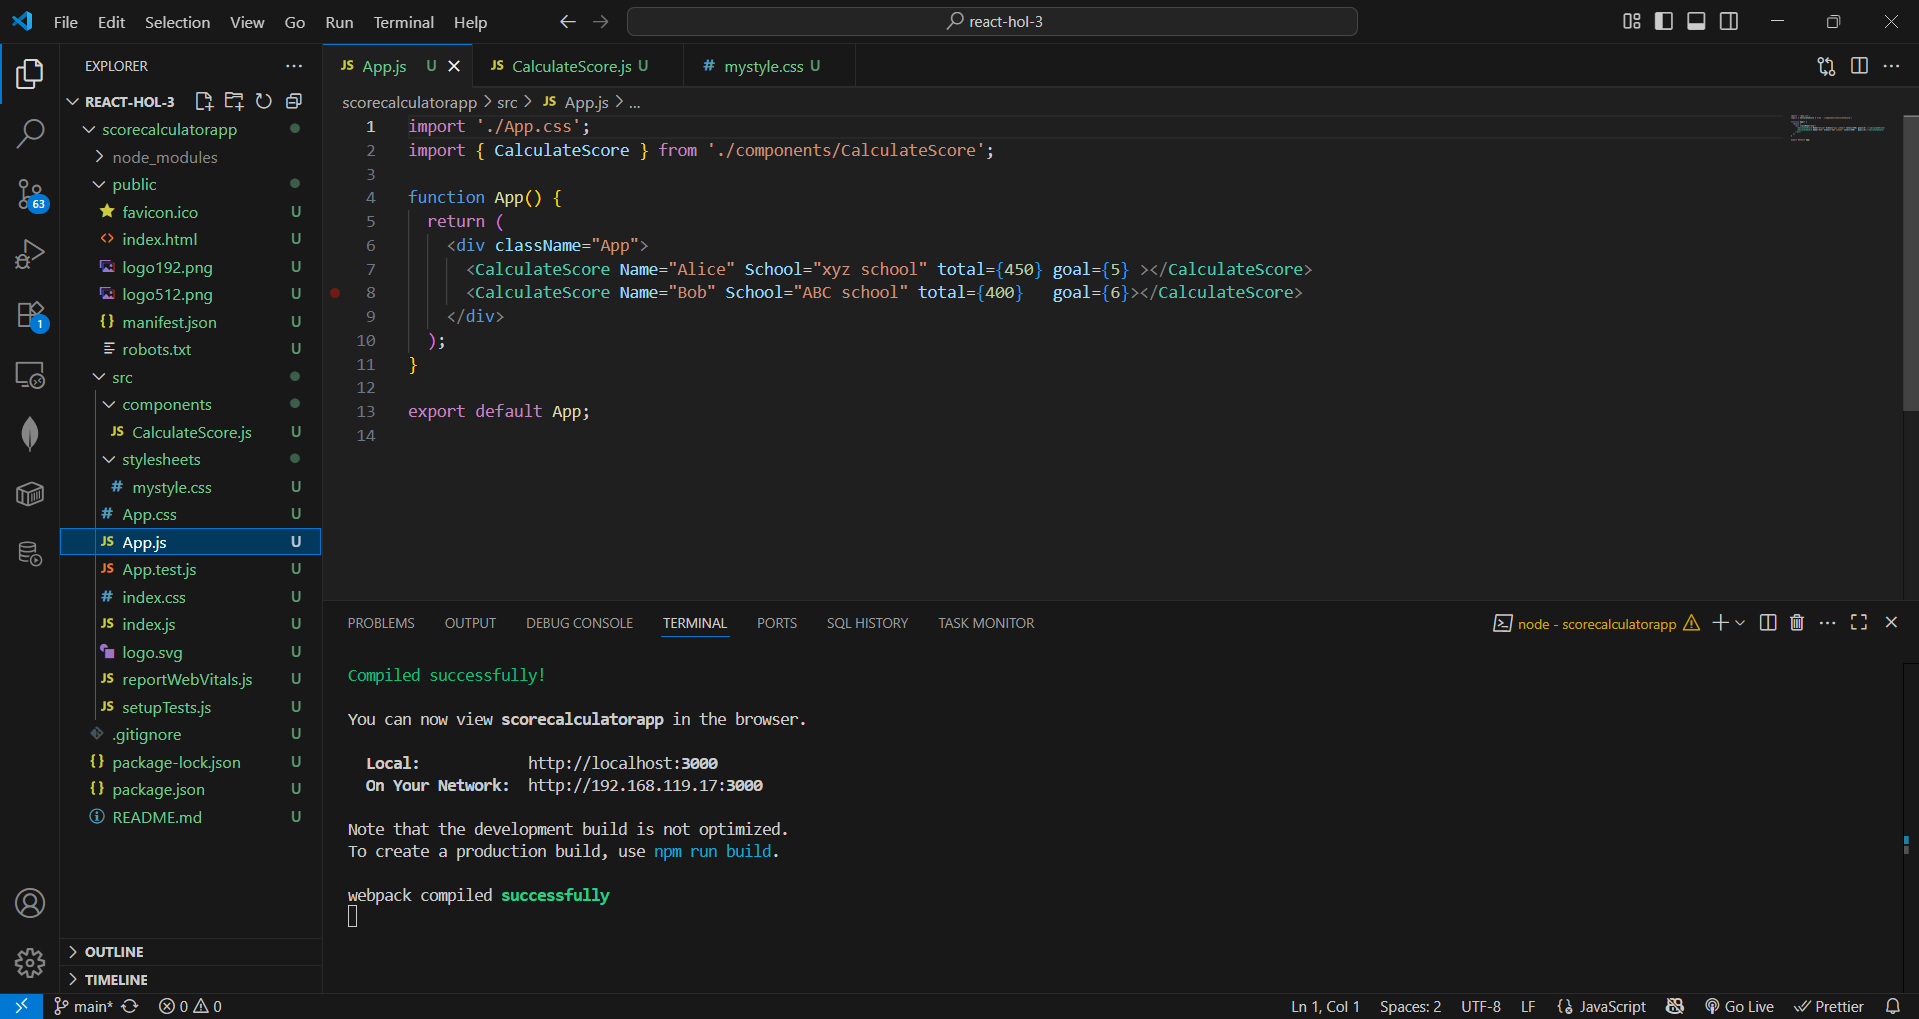 File Edit Selection View Go Run Terminal Help
react-hol-3
EXPLORER
REACT-HOL-3
scorecalculatorapp
node_modules
public
favicon.ico U
index.html U
logo192.png U
logo512.png U
{} manifest.json U
robots.txt U
src
components
JS CalculateScore.js U
stylesheets
# mystyle.css U
# App.css U
JS App.js U
JS App.test.js U
# index.css U
JS index.js U
logo.svg U
JS reportWebVitals.js U
JS setupTests.js U
.gitignore U
{} package-lock.json U
{} package.json U
README.md U
OUTLINE
TIMELINE
63
1
JS App.js U
JS CalculateScore.js U
# mystyle.css U
scorecalculatorapp > src > JS App.js > ...
1 import './App.css';
2 import { CalculateScore } from './components/CalculateScore';
3
4 function App() {
5 return (
6 <div className="App">
7 <CalculateScore Name="Alice" School="xyz school" total={450} goal={5} ></CalculateScore>
8 <CalculateScore Name="Bob" School="ABC school" total={400}   goal={6}></CalculateScore>
9 </div>
10 );
11 }
12
13 export default App;
14
PROBLEMS OUTPUT DEBUG CONSOLE TERMINAL PORTS SQL HISTORY TASK MONITOR
node - scorecalculatorapp
Compiled successfully!
You can now view scorecalculatorapp in the browser.
Local: http://localhost:3000
On Your Network: http://192.168.119.17:3000
Note that the development build is not optimized.
To create a production build, use npm run build.
webpack compiled successfully
main* 0 0
Ln 1, Col 1 Spaces: 2 UTF-8 LF {} JavaScript Go Live Prettier